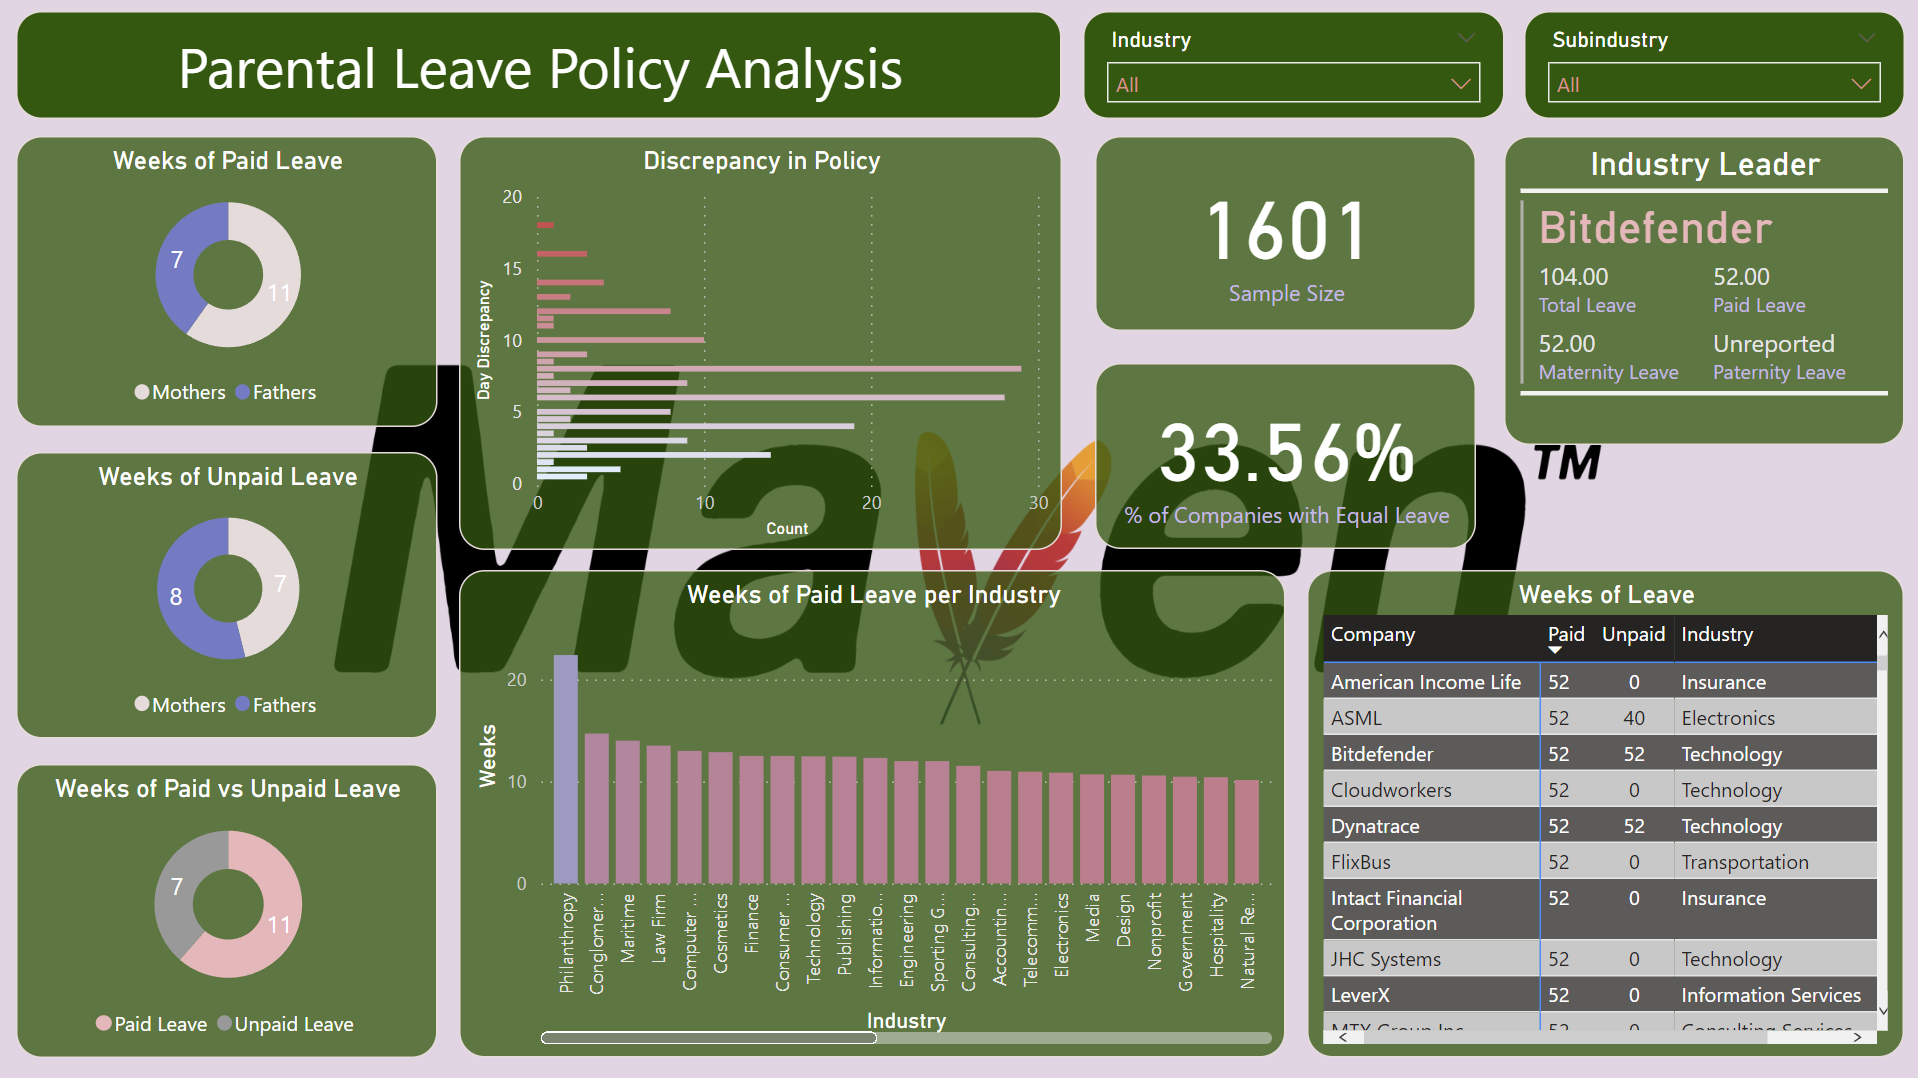 Parental Leave Policy Analysis
Industry
All
Subindustry
All
Weeks of Paid Leave
7
11
Mothers Fathers
Weeks of Unpaid Leave
8
7
Mothers Fathers
Weeks of Paid vs Unpaid Leave
7
11
Paid Leave Unpaid Leave
Discrepancy in Policy
Day Discrepancy
20
15
10
5
0
0 10 20 30
Count
1601
Sample Size
33.56%
% of Companies with Equal Leave
Industry Leader
Bitdefender
104.00 52.00
Total Leave Paid Leave
52.00 Unreported
Maternity Leave Paternity Leave
Maven™
Weeks of Paid Leave per Industry
Weeks
20
10
0
Philanthropy
Conglomer...
Maritime
Law Firm
Computer ...
Cosmetics
Finance
Consumer ...
Technology
Publishing
Informatio...
Engineering
Sporting G...
Consulting...
Accountin...
Telecomm...
Electronics
Media
Design
Nonprofit
Government
Hospitality
Natural Re...
Industry
Weeks of Leave
Company Paid Unpaid Industry
American Income Life 52 0 Insurance
ASML 52 40 Electronics
Bitdefender 52 52 Technology
Cloudworkers 52 0 Technology
Dynatrace 52 52 Technology
FlixBus 52 0 Transportation
Intact Financial 52 0 Insurance
Corporation
JHC Systems 52 0 Technology
LeverX 52 0 Information Services
MTX Group Inc 52 0 Consulting Services